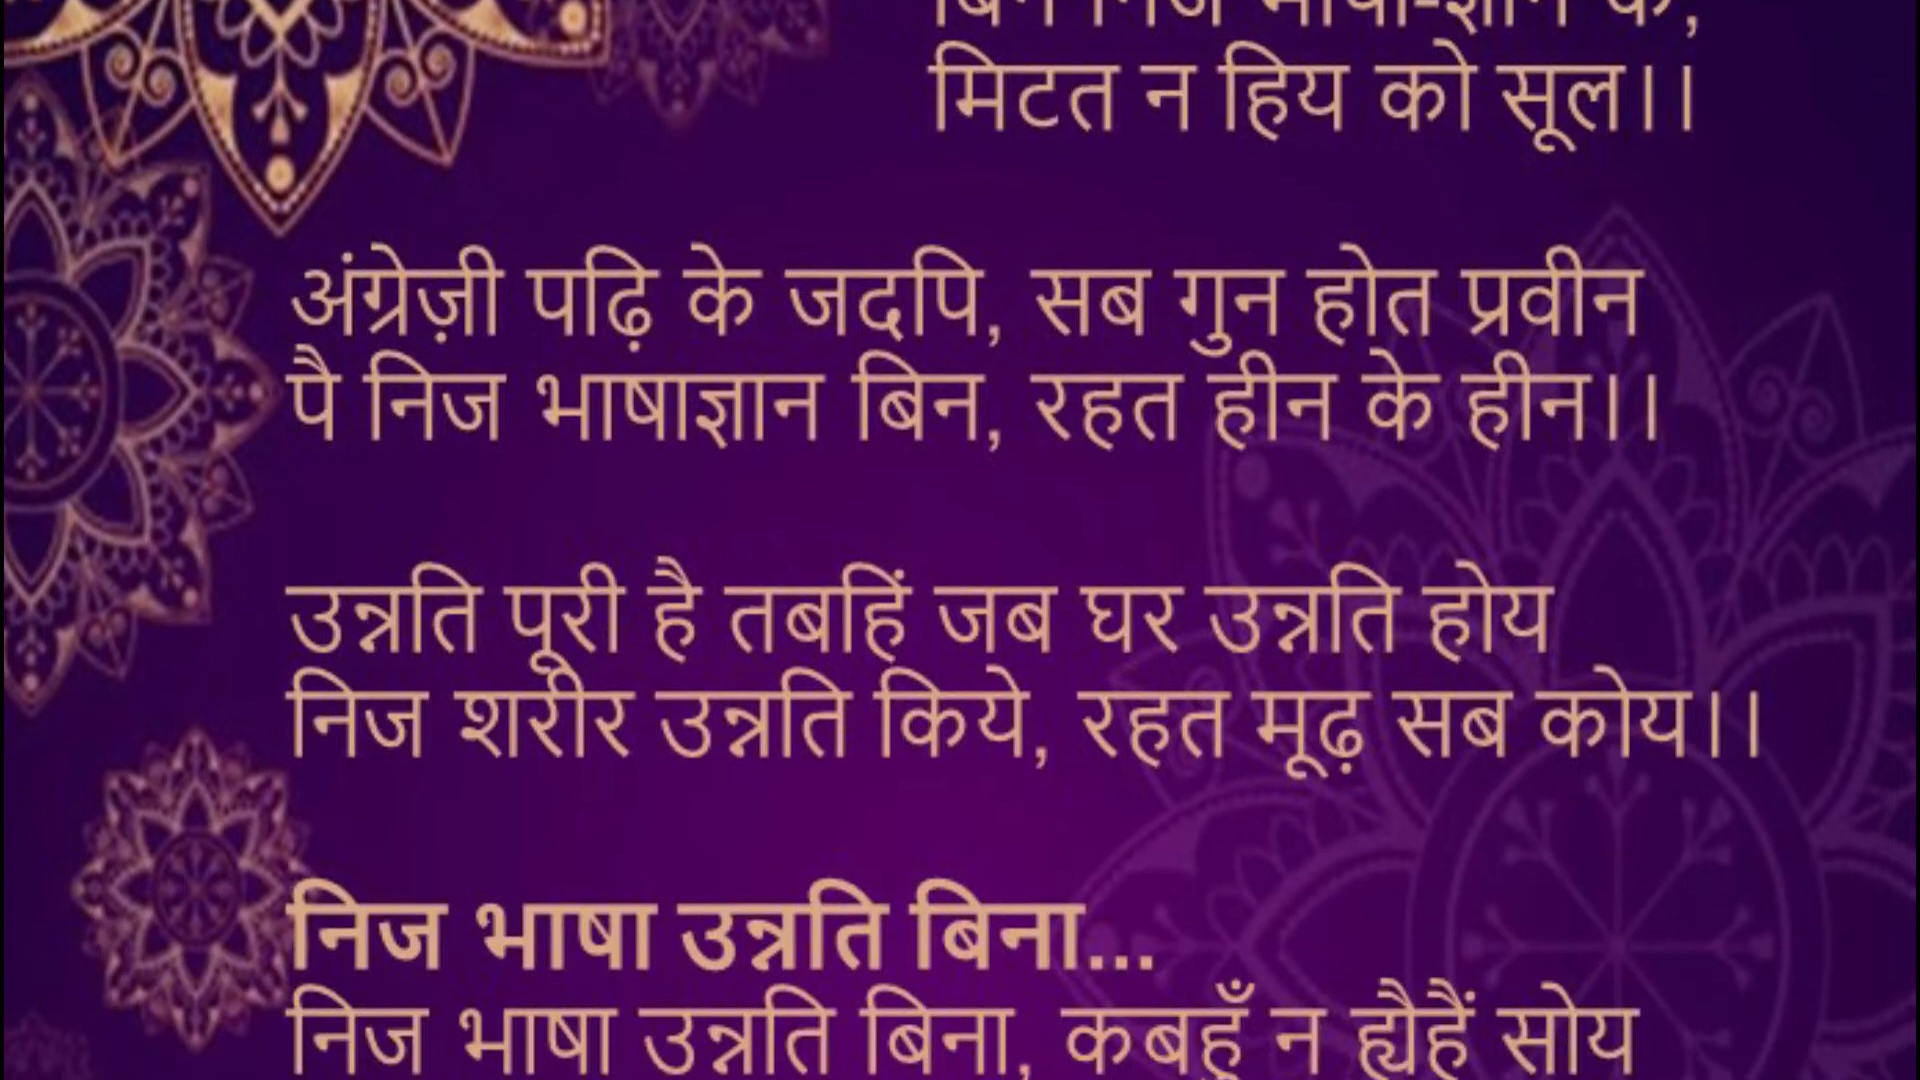 बिन निज भाषा-ज्ञान के,
मिटत न हिय को सूल।।
अंग्रेज़ी पढ़ि के जदपि, सब गुन होत प्रवीन
पै निज भाषाज्ञान बिन, रहत हीन के हीन।।
उन्नति पूरी है तबहिं जब घर उन्नति होय
निज शरीर उन्नति किये, रहत मूढ़ सब कोय।।
निज भाषा उन्नति बिना...
निज भाषा उन्नति बिना, कबहुँ न ह्यैहैं सोय